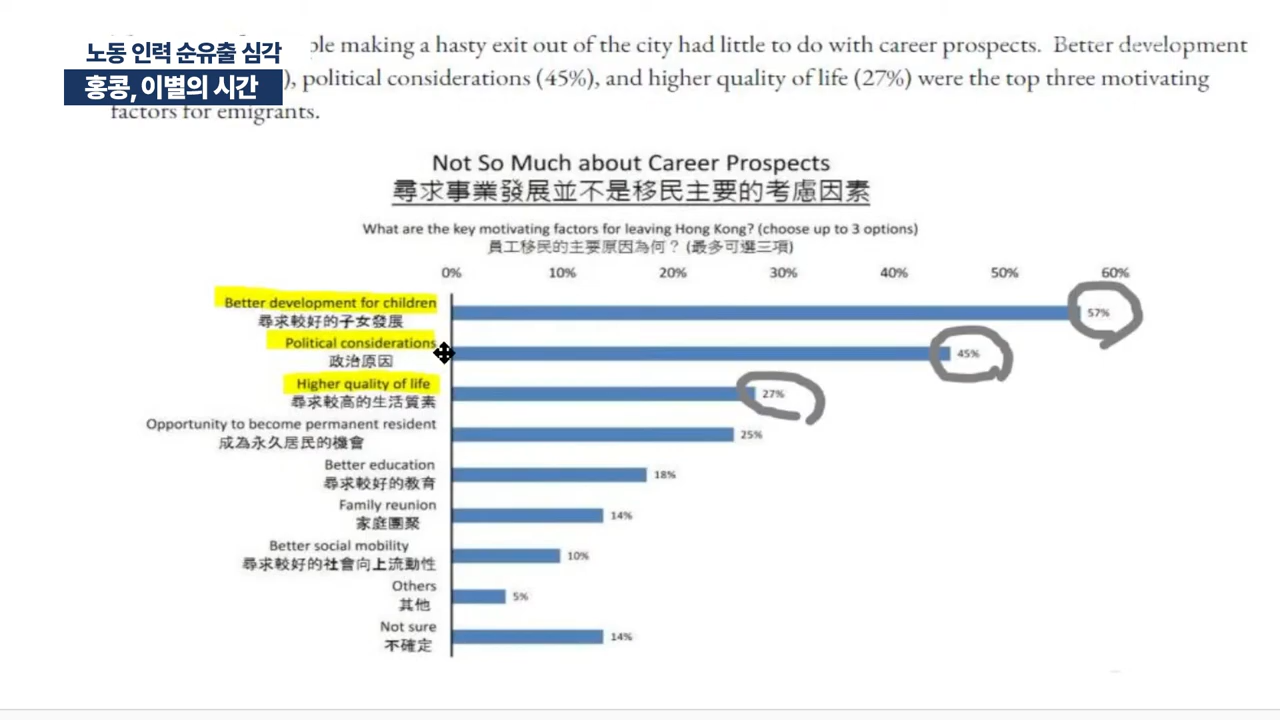 노동 인력 순유출 심각
홍콩, 이별의 시간
ple making a hasty exit out of the city had little to do with career prospects. Better development
), political considerations (45%), and higher quality of life (27%) were the top three motivating
factors for emigrants.
Not So Much about Career Prospects
尋求事業發展並不是移民主要的考慮因素
What are the key motivating factors for leaving Hong Kong? (choose up to 3 options)
員工移民的主要原因為何？ (最多可選三項)
0% 10% 20% 30% 40% 50% 60%
Better development for children
尋求較好的子女發展
57%
Political considerations
政治原因
45%
Higher quality of life
尋求較高的生活質素
27%
Opportunity to become permanent resident
成為永久居民的機會
25%
Better education
尋求較好的教育
18%
Family reunion
家庭團聚
14%
Better social mobility
尋求較好的社會向上流動性
10%
Others
其他
5%
Not sure
不確定
14%